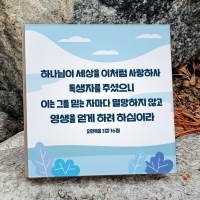 하나님이 세상을 이처럼 사랑하사
독생자를 주셨으니
이는 그를 믿는 자마다 멸망하지 않고
영생을 얻게 하려 하심이라
요한복음 3장 16절